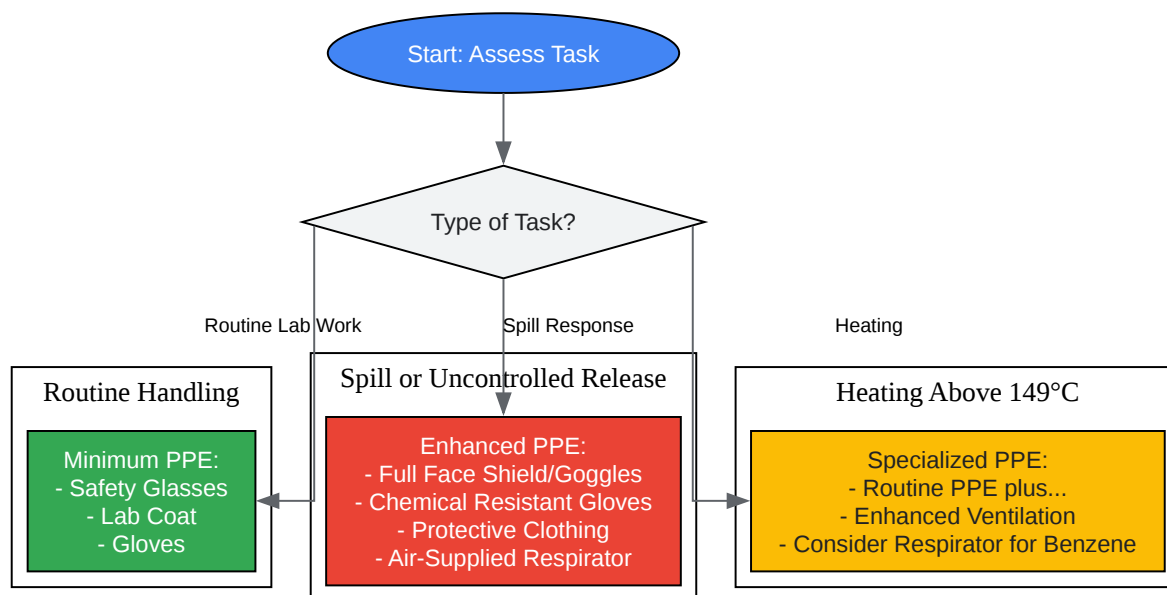 Start: Assess Task
Type of Task?
Routine Lab Work
Spill Response
Heating
Routine Handling
Minimum PPE:
- Safety Glasses
- Lab Coat
- Gloves
Spill or Uncontrolled Release
Enhanced PPE:
- Full Face Shield/Goggles
- Chemical Resistant Gloves
- Protective Clothing
- Air-Supplied Respirator
Heating Above 149°C
Specialized PPE:
- Routine PPE plus...
- Enhanced Ventilation
- Consider Respirator for Benzene